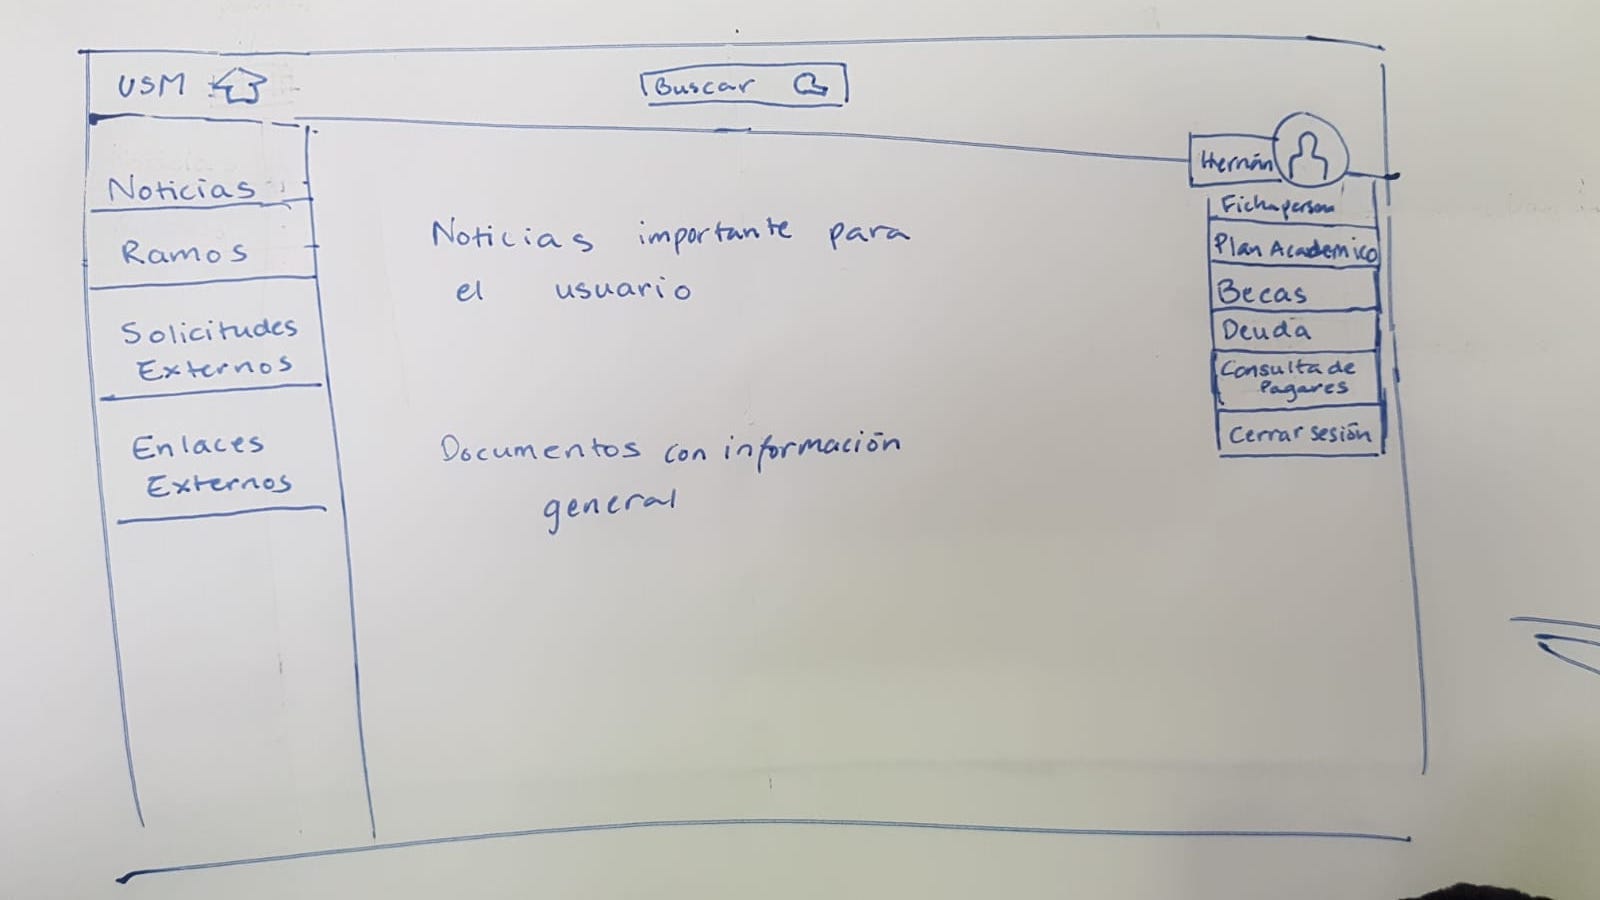 USM
Buscar
Hernán
Noticias
Ramos
Solicitudes
Externos
Enlaces
Externos
Noticias importante para
el usuario
Documentos con información
general
Ficha persona
Plan Academico
Becas
Deuda
Consulta de
Pagares
Cerrar sesión